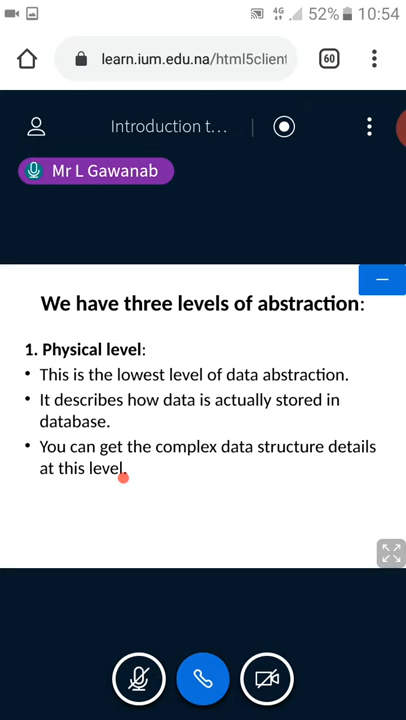 4G 52% 10:54
learn.ium.edu.na/html5client 60
Introduction t...
Mr L Gawanab
We have three levels of abstraction:
1. Physical level:
• This is the lowest level of data abstraction.
• It describes how data is actually stored in
database.
• You can get the complex data structure details
at this level.